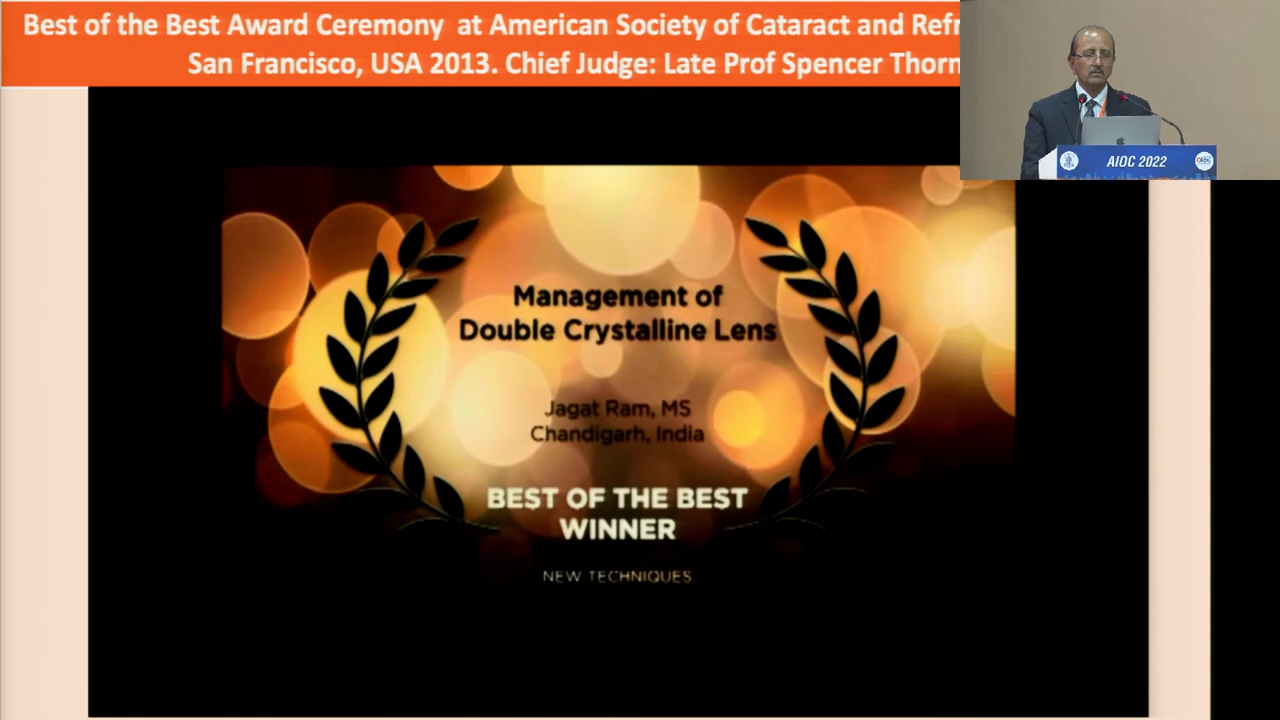 Best of the Best Award Ceremony at American Society of Cataract and
San Francisco, USA 2013. Chief Judge: Late Prof Spencer
AIOC 2022
Management of
Double Crystalline Lens
Jagat Ram, MS
Chandigarh, India
BEST OF THE BEST
WINNER
NEW TECHNIQUES